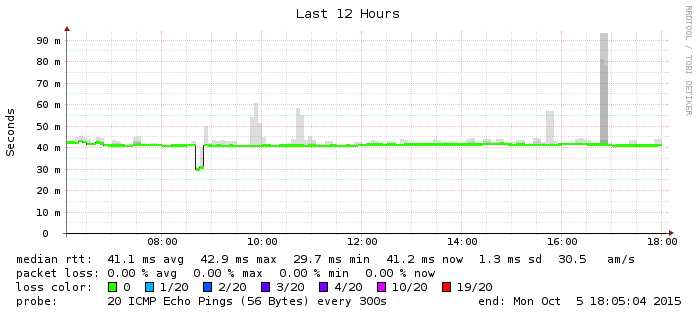 Last 12 Hours
RRDTOOL / TOBI OETIKER
Seconds
90 m
80 m
70 m
60 m
50 m
40 m
30 m
20 m
10 m
0
08:00 10:00 12:00 14:00 16:00 18:00
median rtt: 41.1 ms avg 42.9 ms max 29.7 ms min 41.2 ms now 1.3 ms sd 30.5 am/s
packet loss: 0.00 % avg 0.00 % max 0.00 % min 0.00 % now
loss color: 0 1/20 2/20 3/20 4/20 10/20 19/20
probe: 20 ICMP Echo Pings (56 Bytes) every 300s end: Mon Oct 5 18:05:04 2015